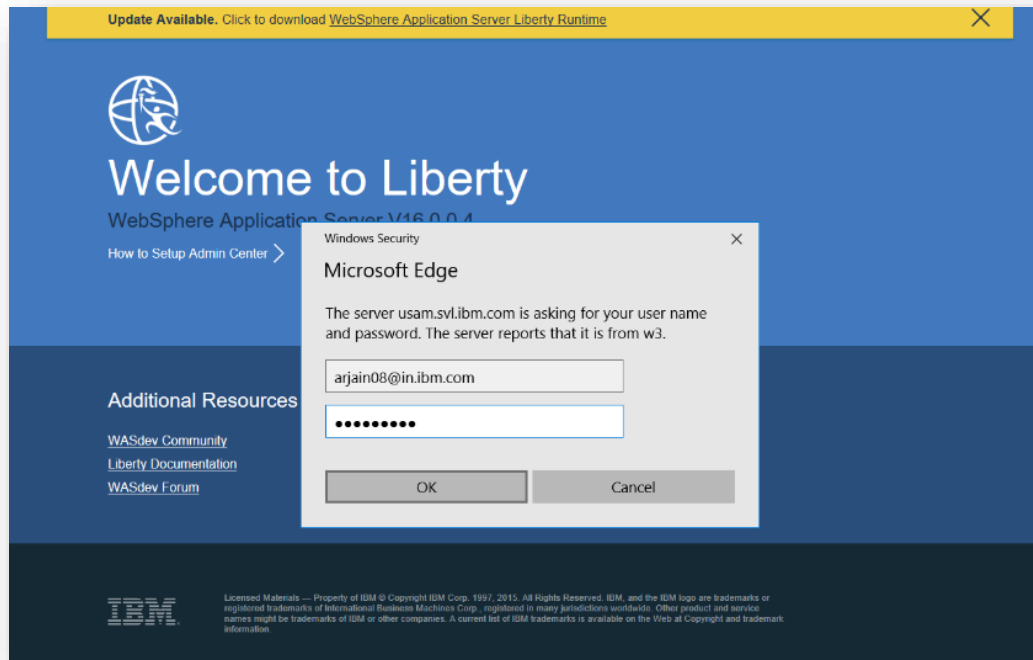 Update Available. Click to download WebSphere Application Server Liberty Runtime
Welcome to Liberty
WebSphere Application Server V16.0.0.4
How to Setup Admin Center
Windows Security
Microsoft Edge
The server usam.svl.ibm.com is asking for your user name
and password. The server reports that it is from w3.
arjain08@in.ibm.com
●●●●●●●●●
OK
Cancel
Additional Resources
WASdev Community
Liberty Documentation
WASdev Forum
IBM.
Licensed Materials — Property of IBM © Copyright IBM Corp. 1997, 2015. All Rights Reserved. IBM, and the IBM logo are trademarks or
registered trademarks of International Business Machines Corp., registered in many jurisdictions worldwide. Other product and service
names might be trademarks of IBM or other companies. A current list of IBM trademarks is available on the Web at Copyright and trademark
information.